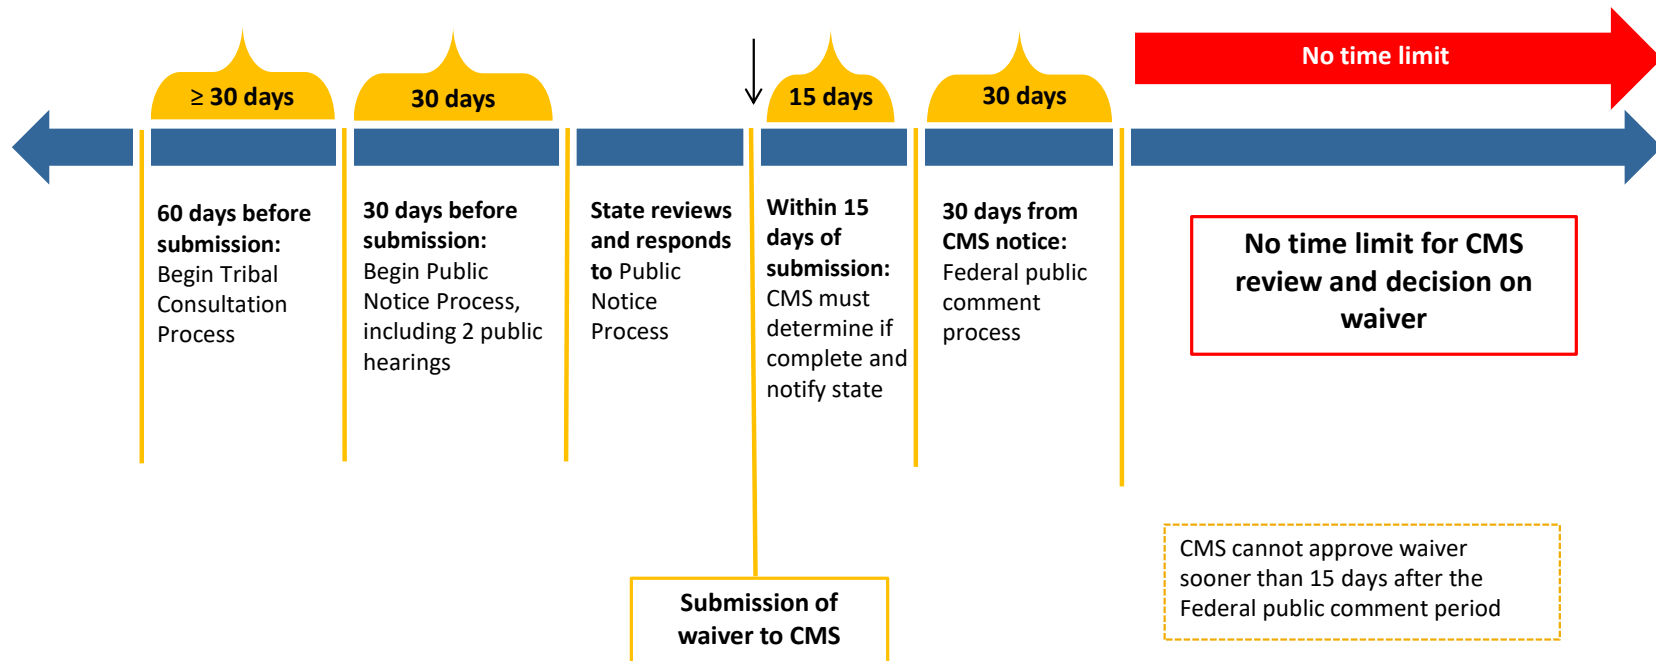 ≥ 30 days
30 days
15 days
30 days
No time limit
60 days before
submission:
Begin Tribal
Consultation
Process
30 days before
submission:
Begin Public
Notice Process,
including 2 public
hearings
State reviews
and responds
to Public
Notice
Process
Within 15
days of
submission:
CMS must
determine if
complete and
notify state
30 days from
CMS notice:
Federal public
comment
process
No time limit for CMS
review and decision on
waiver
CMS cannot approve waiver
sooner than 15 days after the
Federal public comment period
Submission of
waiver to CMS